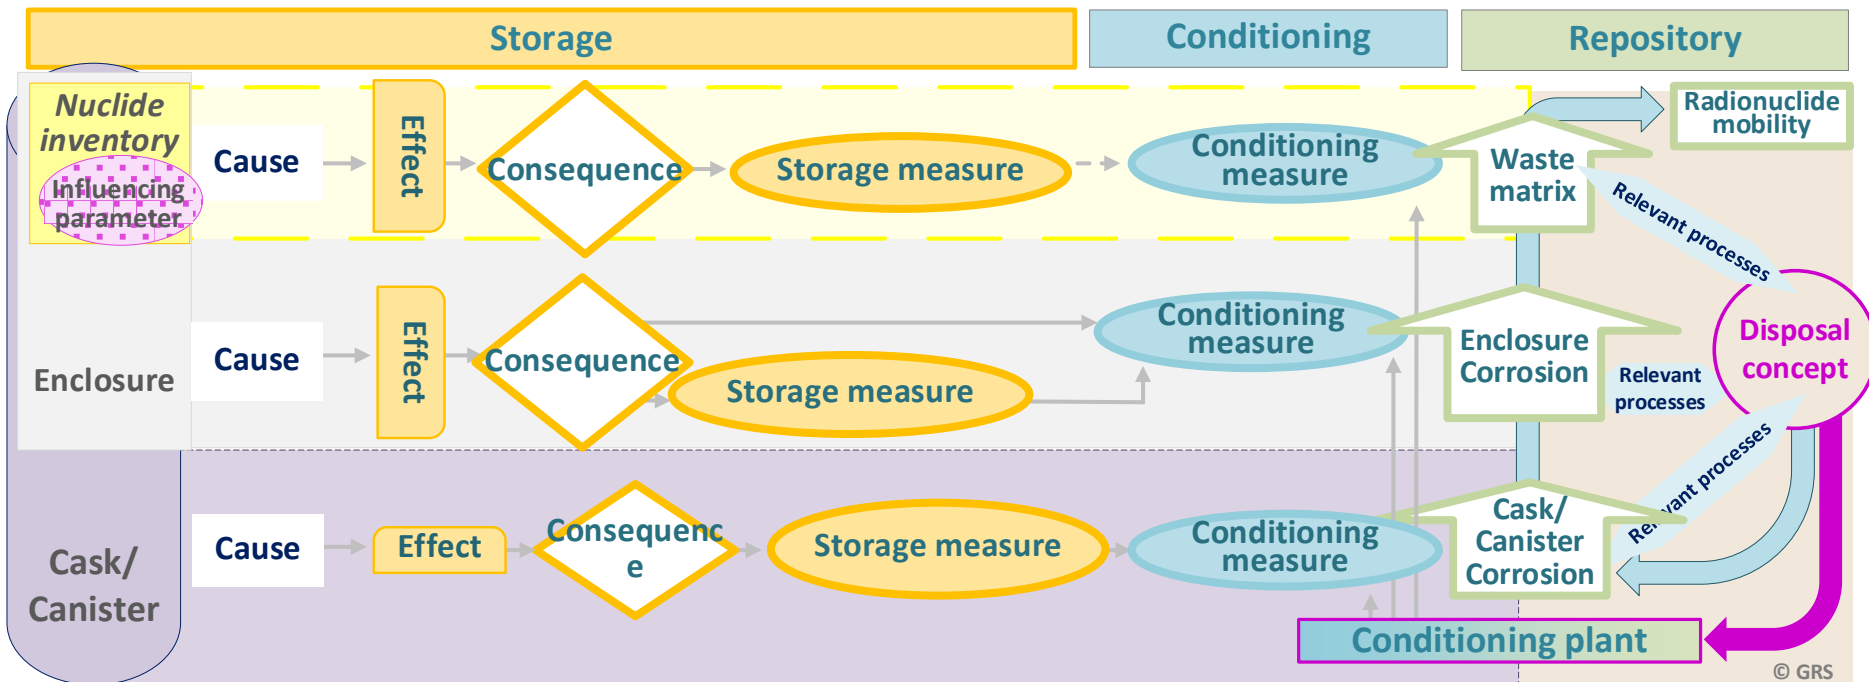 Storage
Conditioning
Repository
Nuclide
inventory
Influencing
parameter
Cause
Effect
Consequence
Storage measure
Conditioning
measure
Waste
matrix
Radionuclide
mobility
Relevant processes
Enclosure
Cause
Effect
Consequence
Storage measure
Conditioning
measure
Enclosure
Corrosion
Relevant
processes
Disposal
concept
Cask/
Canister
Cause
Effect
Consequenc
e
Storage measure
Conditioning
measure
Cask/
Canister
Corrosion
Relevant processes
Conditioning plant
© GRS